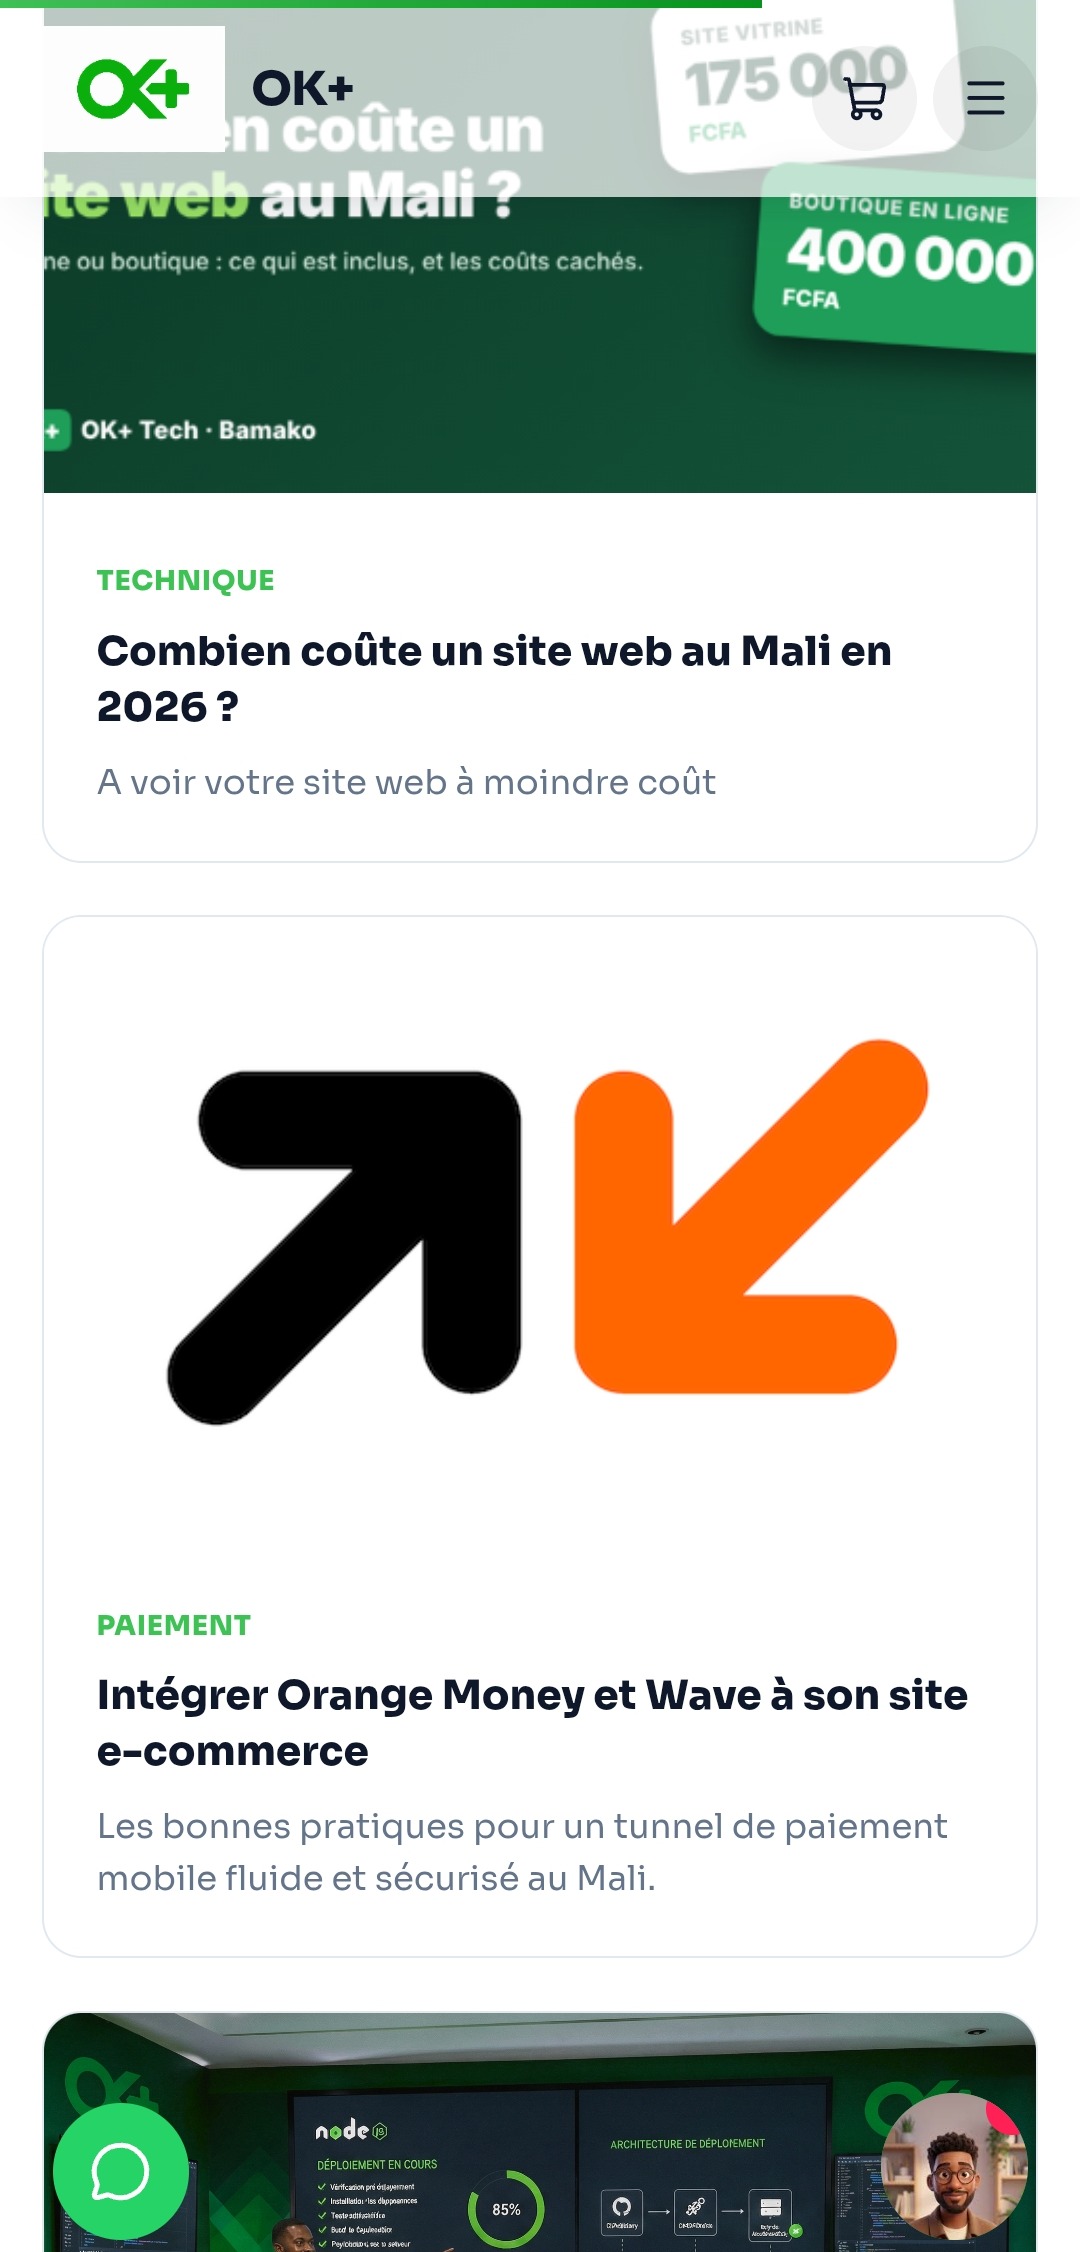 SITE VITRINE
175 000
FCFA
OK+
OK+
en coûte un
ite web au Mali ?
BOUTIQUE EN LIGNE
400 000
FCFA
ne ou boutique : ce qui est inclus, et les coûts cachés.
+
OK+ Tech · Bamako
TECHNIQUE
Combien coûte un site web au Mali en
2026 ?
A voir votre site web à moindre coût
PAIEMENT
Intégrer Orange Money et Wave à son site
e-commerce
Les bonnes pratiques pour un tunnel de paiement
mobile fluide et sécurisé au Mali.
node JS
DÉPLOIEMENT EN COURS
85%
ARCHITECTURE DE DÉPLOIEMENT